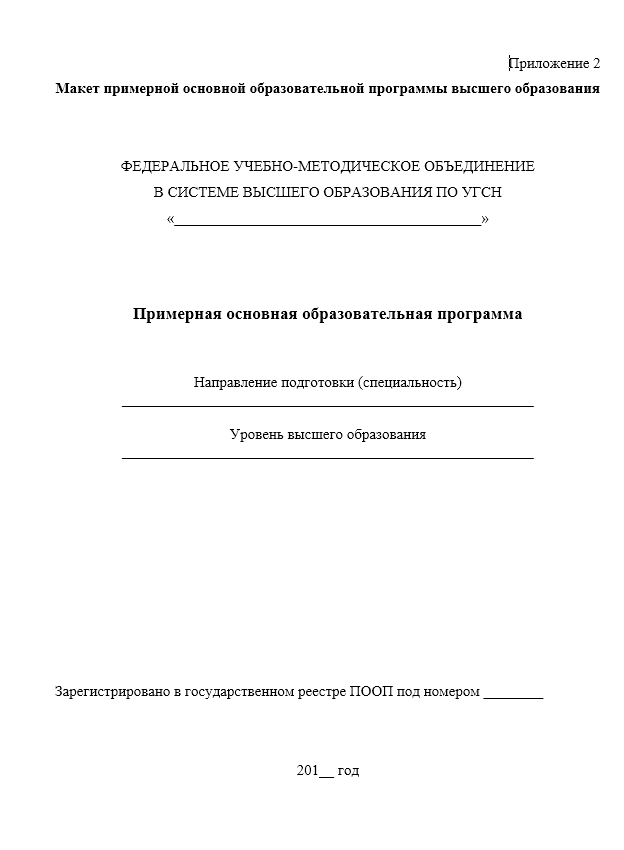 Приложение 2
Макет примерной основной образовательной программы высшего образования
ФЕДЕРАЛЬНОЕ УЧЕБНО-МЕТОДИЧЕСКОЕ ОБЪЕДИНЕНИЕ
В СИСТЕМЕ ВЫСШЕГО ОБРАЗОВАНИЯ ПО УГСН
«_________________________________________»
Примерная основная образовательная программа
Направление подготовки (специальность)
_______________________________________________________
Уровень высшего образования
_______________________________________________________
Зарегистрировано в государственном реестре ПООП под номером ________
201__ год